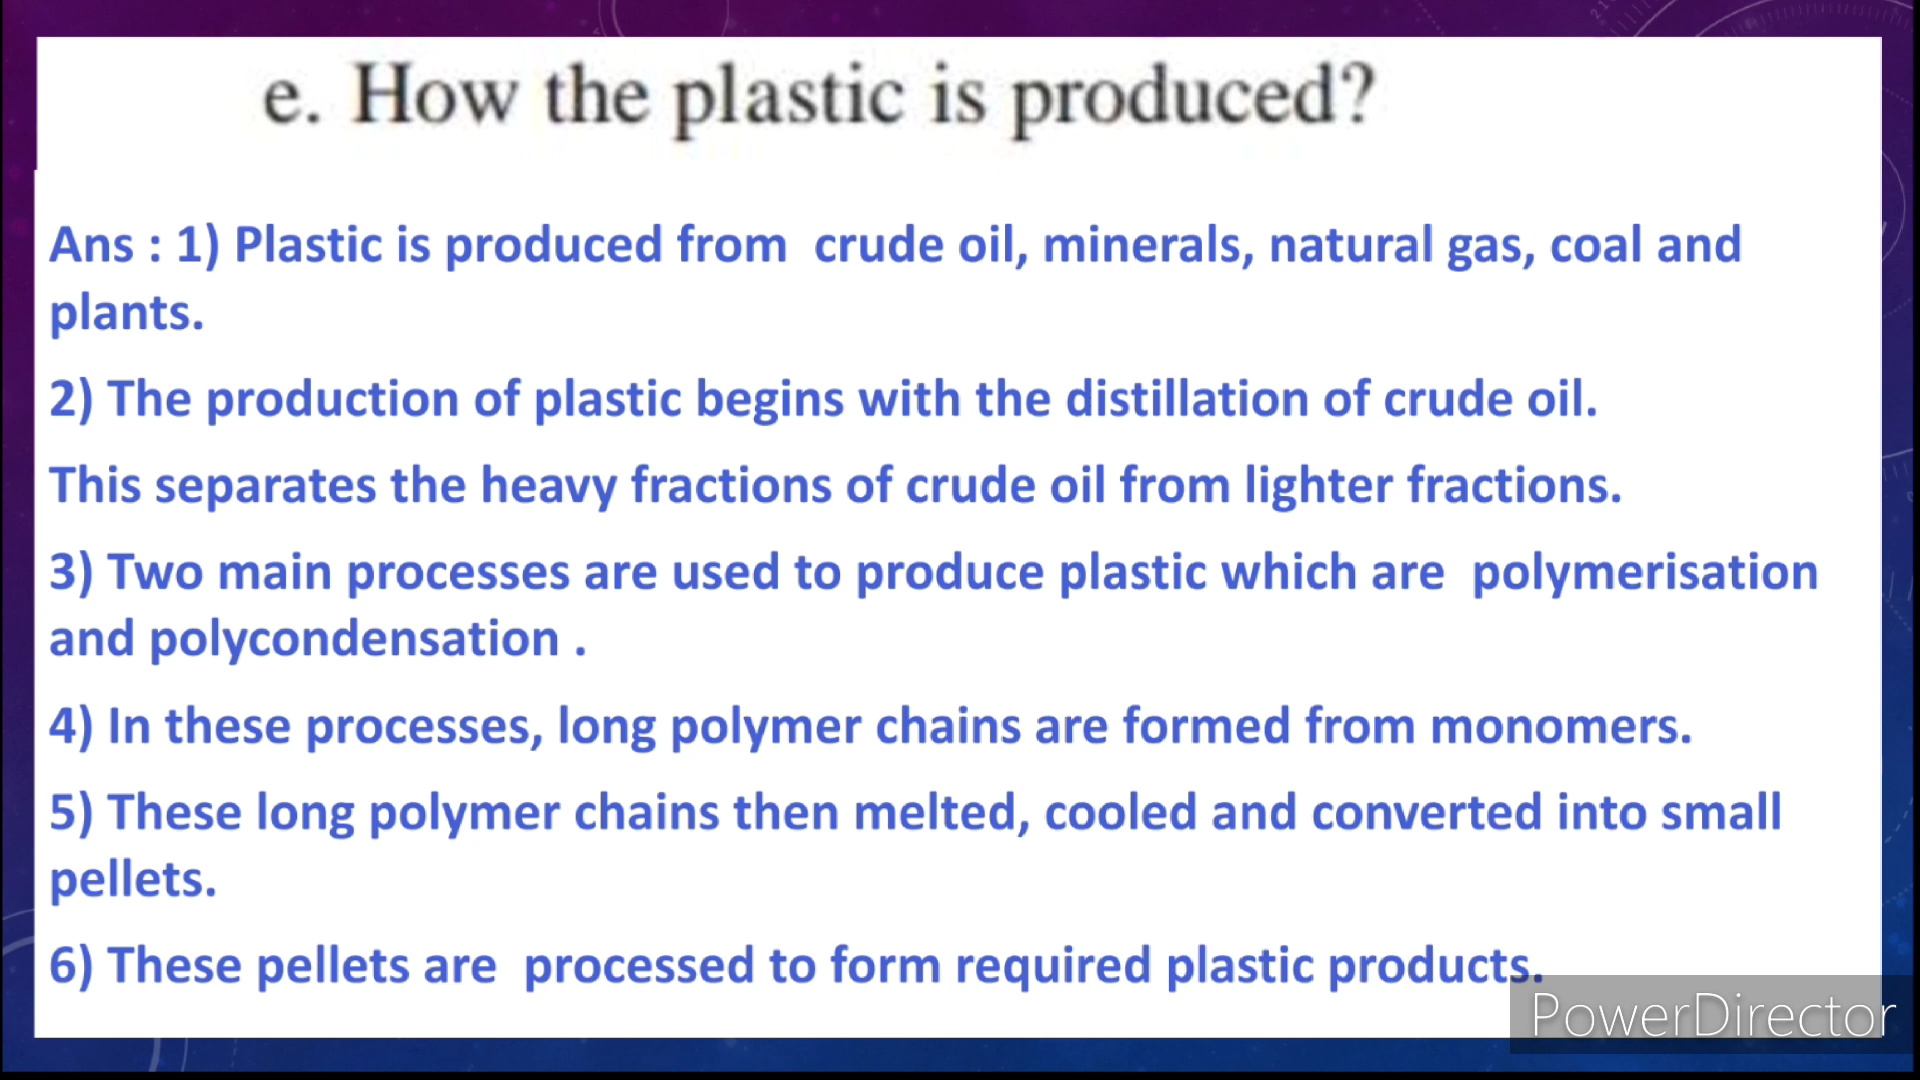 e. How the plastic is produced?
Ans : 1) Plastic is produced from  crude oil, minerals, natural gas, coal and
plants.
2) The production of plastic begins with the distillation of crude oil.
This separates the heavy fractions of crude oil from lighter fractions.
3) Two main processes are used to produce plastic which are  polymerisation
and polycondensation .
4) In these processes, long polymer chains are formed from monomers.
5) These long polymer chains then melted, cooled and converted into small
pellets.
6) These pellets are  processed to form required plastic products.
PowerDirector